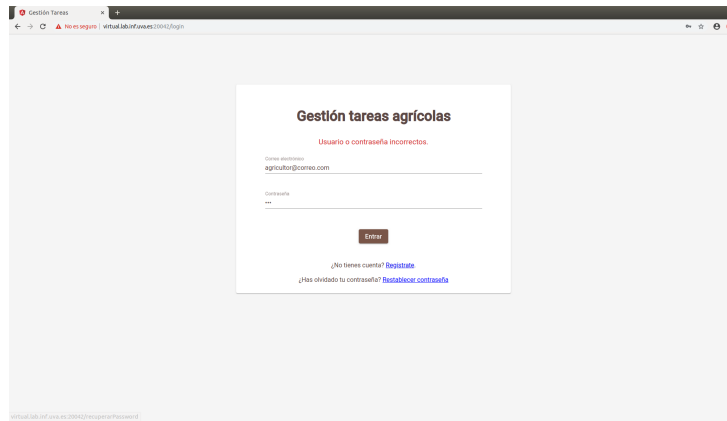 Gestión Tareas
No es seguro | virtual.lab.inf.uva.es:20042/login
Gestión tareas agrícolas
Usuario o contraseña incorrectos.
Correo electrónico
agricultor@correo.com
Contraseña
•••
Entrar
¿No tienes cuenta? Regístrate.
¿Has olvidado tu contraseña? Restablecer contraseña
virtual.lab.inf.uva.es:20042/recuperarPassword